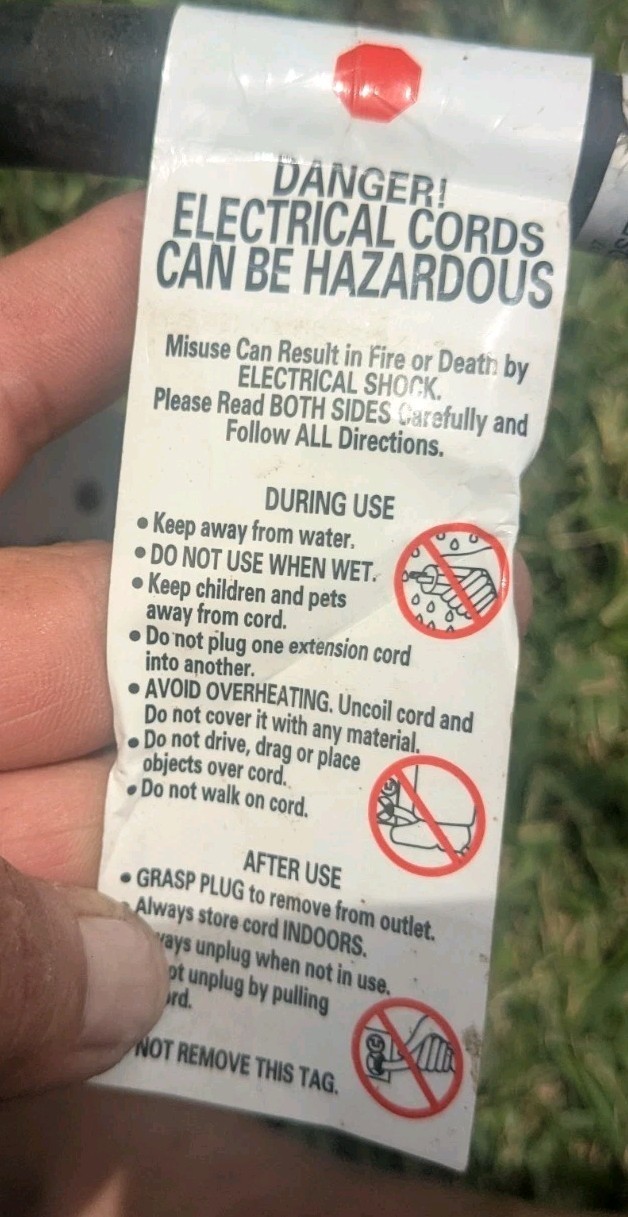 DANGER!
ELECTRICAL CORDS
CAN BE HAZARDOUS
Misuse Can Result in Fire or Death by
ELECTRICAL SHOCK.
Please Read BOTH SIDES Carefully and
Follow ALL Directions.
DURING USE
• Keep away from water.
• DO NOT USE WHEN WET.
• Keep children and pets
away from cord.
• Do not plug one extension cord
into another.
• AVOID OVERHEATING. Uncoil cord and
Do not cover it with any material.
• Do not drive, drag or place
objects over cord.
• Do not walk on cord.
AFTER USE
• GRASP PLUG to remove from outlet.
Always store cord INDOORS.
ways unplug when not in use.
ot unplug by pulling
ord.
NOT REMOVE THIS TAG.